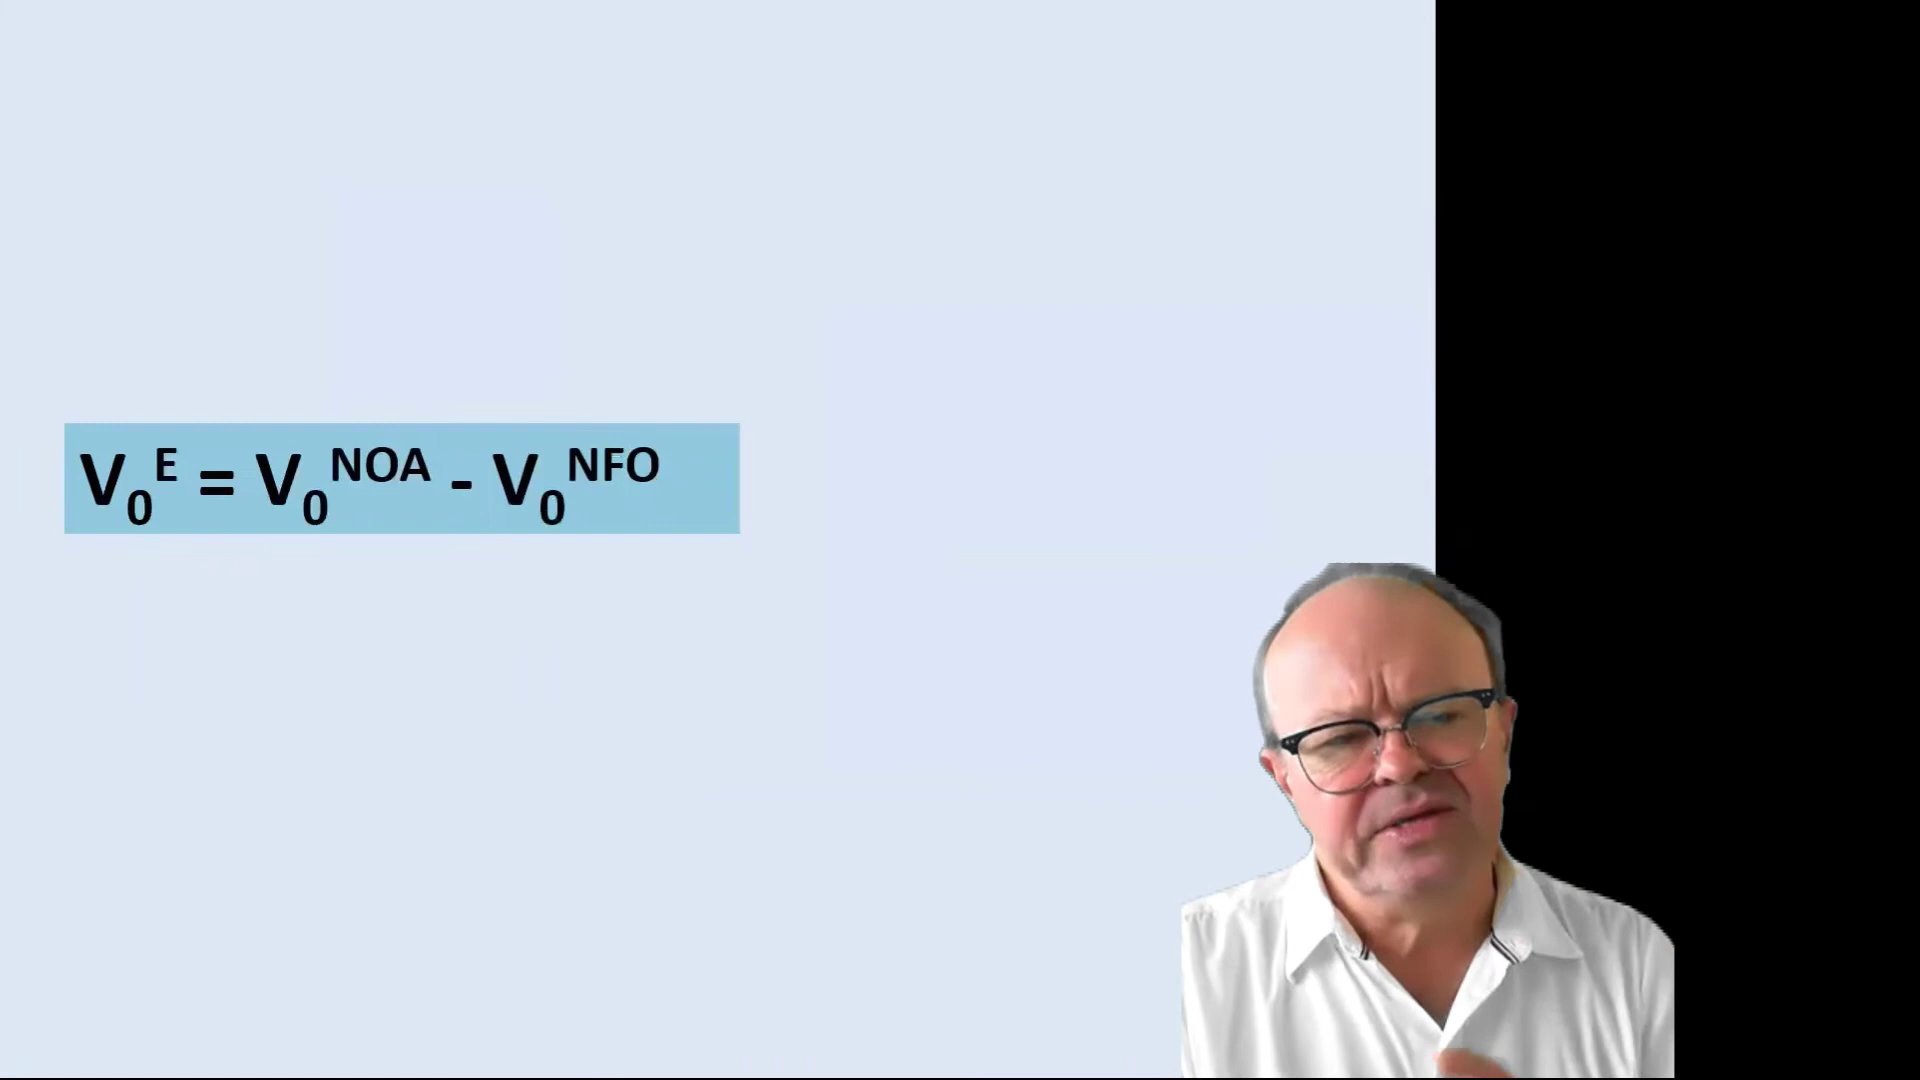 V₀ᴱ = V₀ᴺᴼᴬ - V₀ᴺᶠᴼ